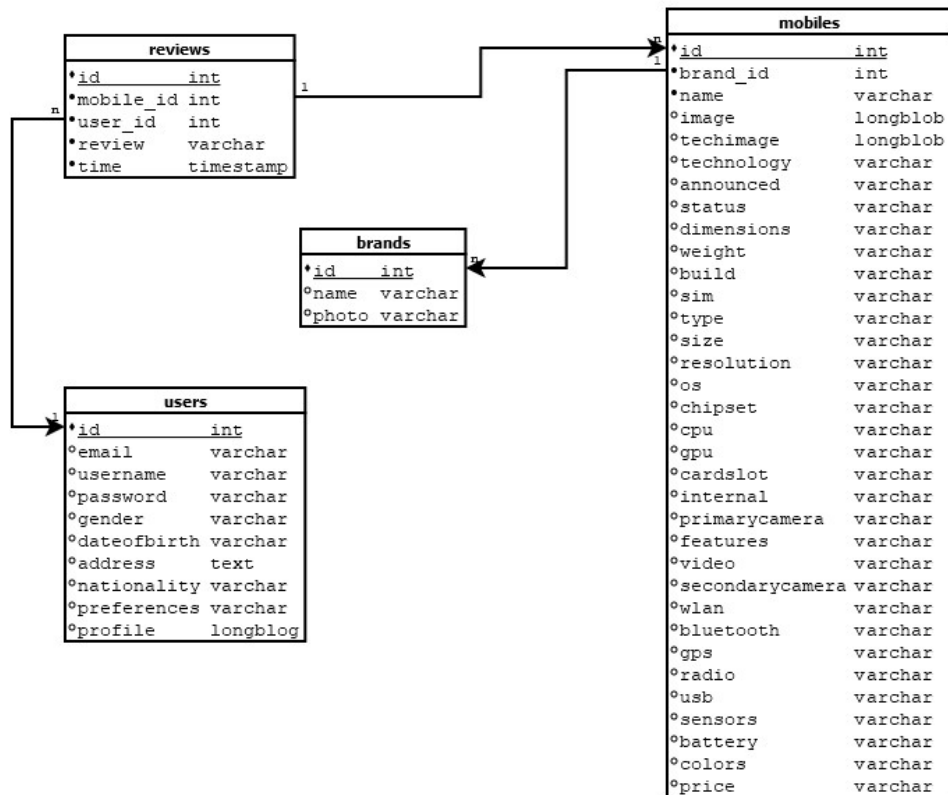 reviews
id int
mobile_id int
user_id int
review varchar
time timestamp
n
1
brands
id int
name varchar
photo varchar
n
users
1
id int
email varchar
username varchar
password varchar
gender varchar
dateofbirth varchar
address text
nationality varchar
preferences varchar
profile longblog
mobiles
n
1
id int
brand_id int
name varchar
image longblob
techimage longblob
technology varchar
announced varchar
status varchar
dimensions varchar
weight varchar
build varchar
sim varchar
type varchar
size varchar
resolution varchar
os varchar
chipset varchar
cpu varchar
gpu varchar
cardslot varchar
internal varchar
primarycamera varchar
features varchar
video varchar
secondarycamera varchar
wlan varchar
bluetooth varchar
gps varchar
radio varchar
usb varchar
sensors varchar
battery varchar
colors varchar
price varchar